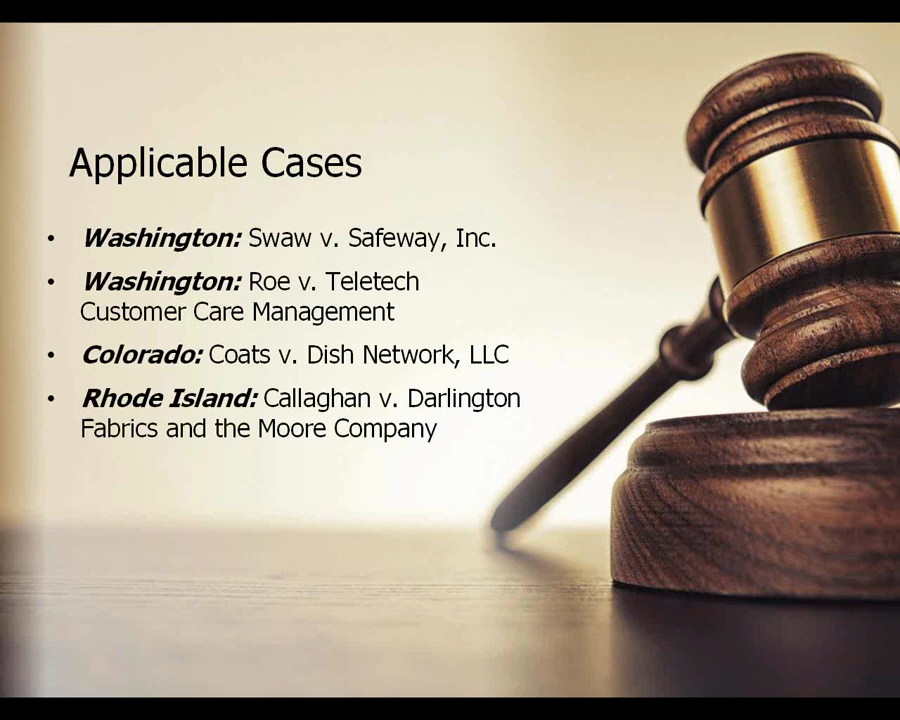 Applicable Cases
• Washington: Swaw v. Safeway, Inc.
• Washington: Roe v. Teletech
Customer Care Management
• Colorado: Coats v. Dish Network, LLC
• Rhode Island: Callaghan v. Darlington
Fabrics and the Moore Company